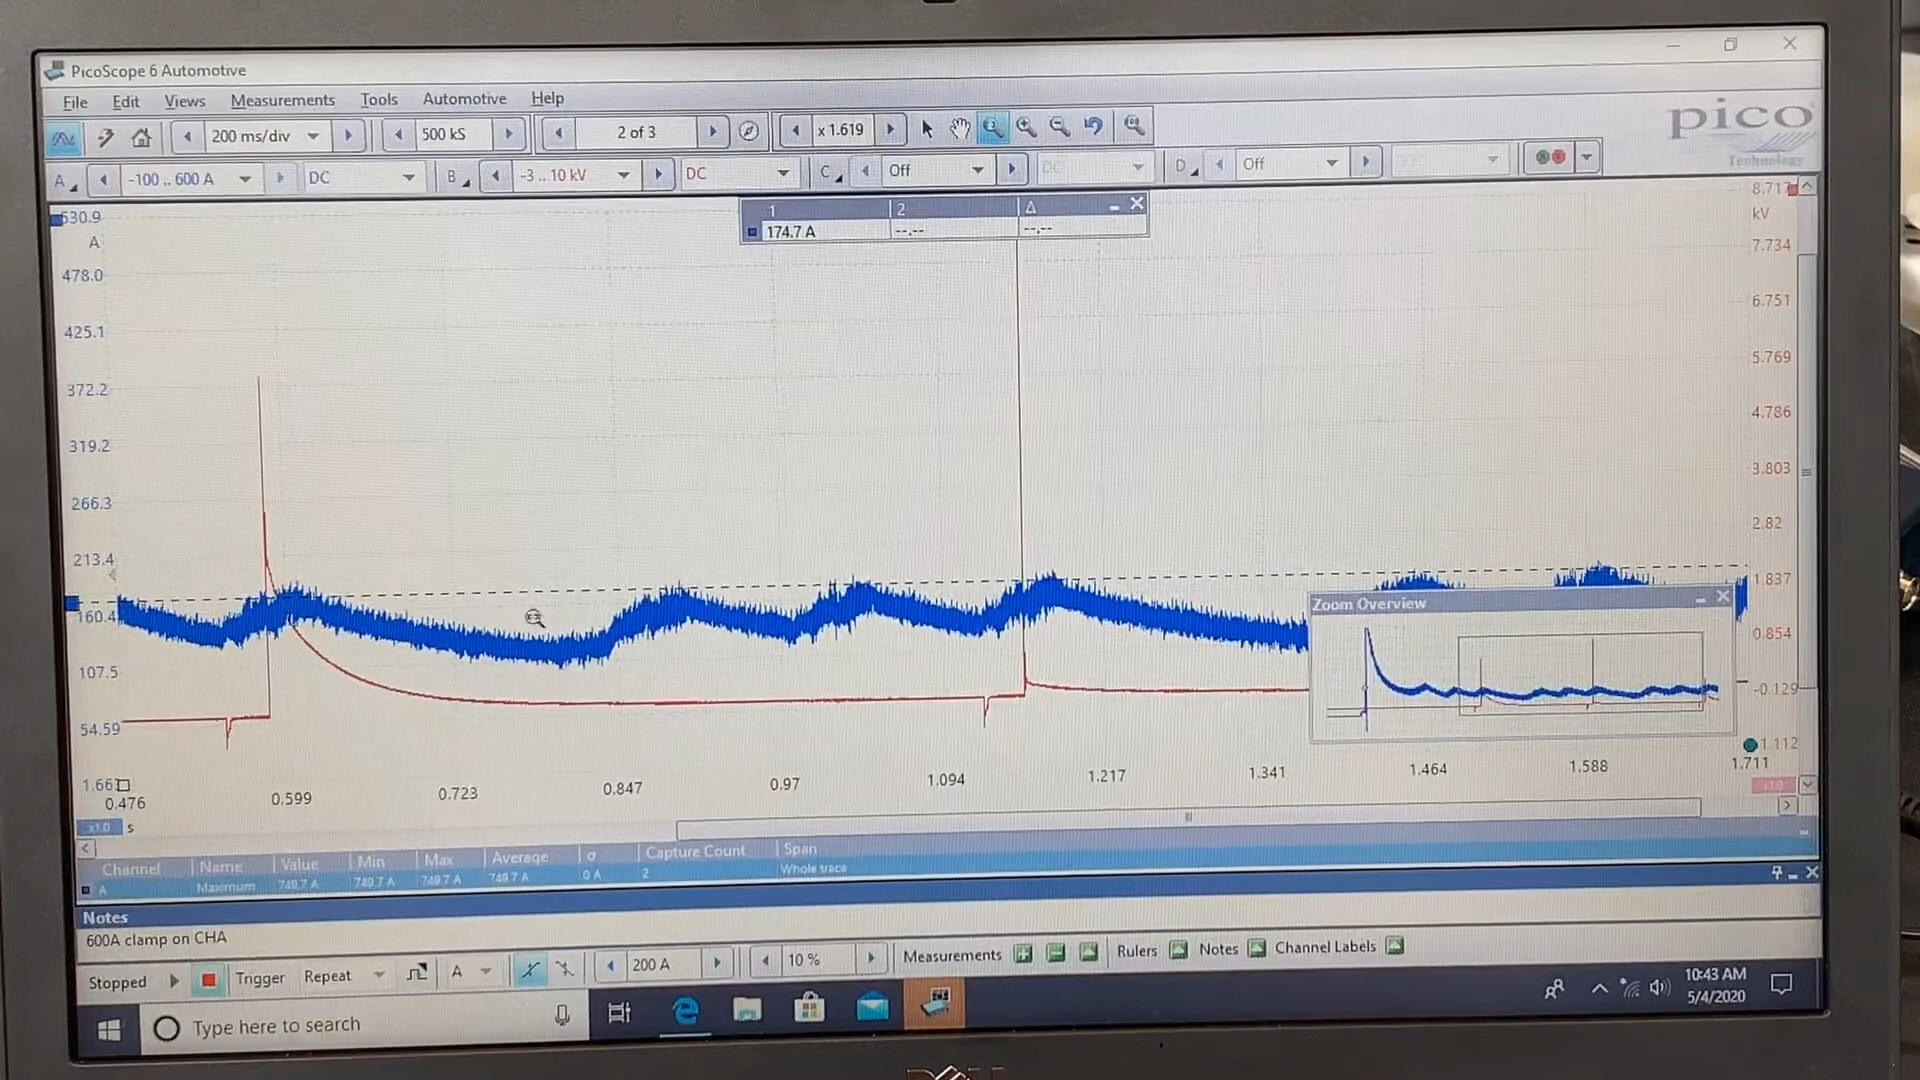 PicoScope 6 Automotive
File Edit Views Measurements Tools Automotive Help
200 ms/div 500 kS 2 of 3 x 1.619
pico
Technology
A -100 .. 600 A DC B -3 .. 10 kV DC C Off DC D Off
1 2 Δ
174.7 A --.-- --.--
530.9
A
478.0
425.1
372.2
319.2
266.3
213.4
160.4
107.5
54.59
8.717
kV
7.734
6.751
5.769
4.786
3.803
2.82
1.837
0.854
-0.129
1.112
Zoom Overview
0.476 0.599 0.723 0.847 0.97 1.094 1.217 1.341 1.464 1.588 1.711
x1.0 s x1.0
Channel Name Value Min Max Average σ Capture Count Span
A Maximum 749.7 A 749.7 A 749.7 A 749.7 A 0 A 2 Whole trace
Notes
600A clamp on CHA
Stopped Trigger Repeat A 200 A 10 % Measurements Rulers Notes Channel Labels
Type here to search
10:43 AM
5/4/2020